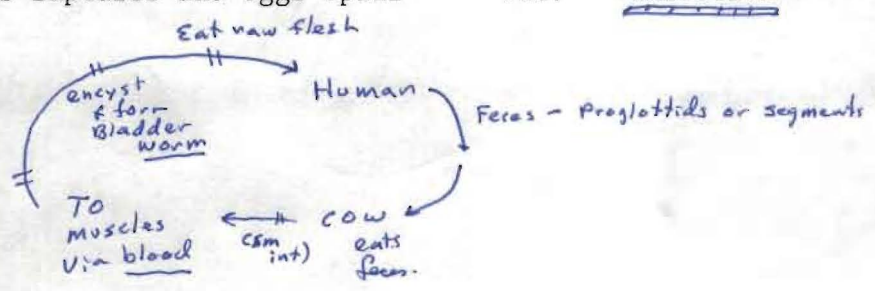 Eat raw flesh
encyst
& form
Bladder
worm
Human
Feces - Proglottids or segments
TO
muscles
Via blood
(sm
int)
COW
eats
feces.